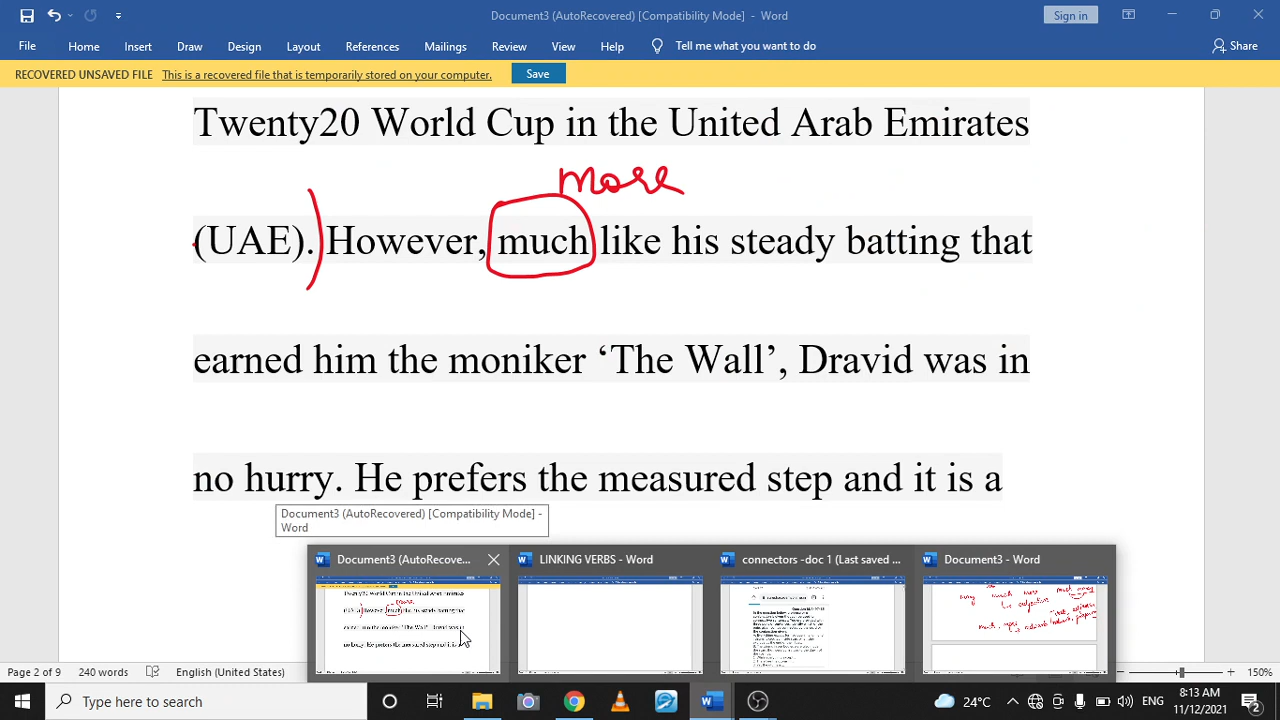 Document3 (AutoRecovered) [Compatibility Mode] - Word
Sign in
File Home Insert Draw Design Layout References Mailings Review View Help Tell me what you want to do Share
RECOVERED UNSAVED FILE This is a recovered file that is temporarily stored on your computer. Save
Twenty20 World Cup in the United Arab Emirates
more
(UAE). However, much like his steady batting that
earned him the moniker ‘The Wall’, Dravid was in
no hurry. He prefers the measured step and it is a
Document3 (AutoRecovered) [Compatibility Mode] -
Word
Document3 (AutoRecove... LINKING VERBS - Word connectors -doc 1 (Last saved ... Document3 - Word
Page 2 of 9 540 words English (United States) 150%
Type here to search
24°C ENG
8:13 AM
11/12/2021
2